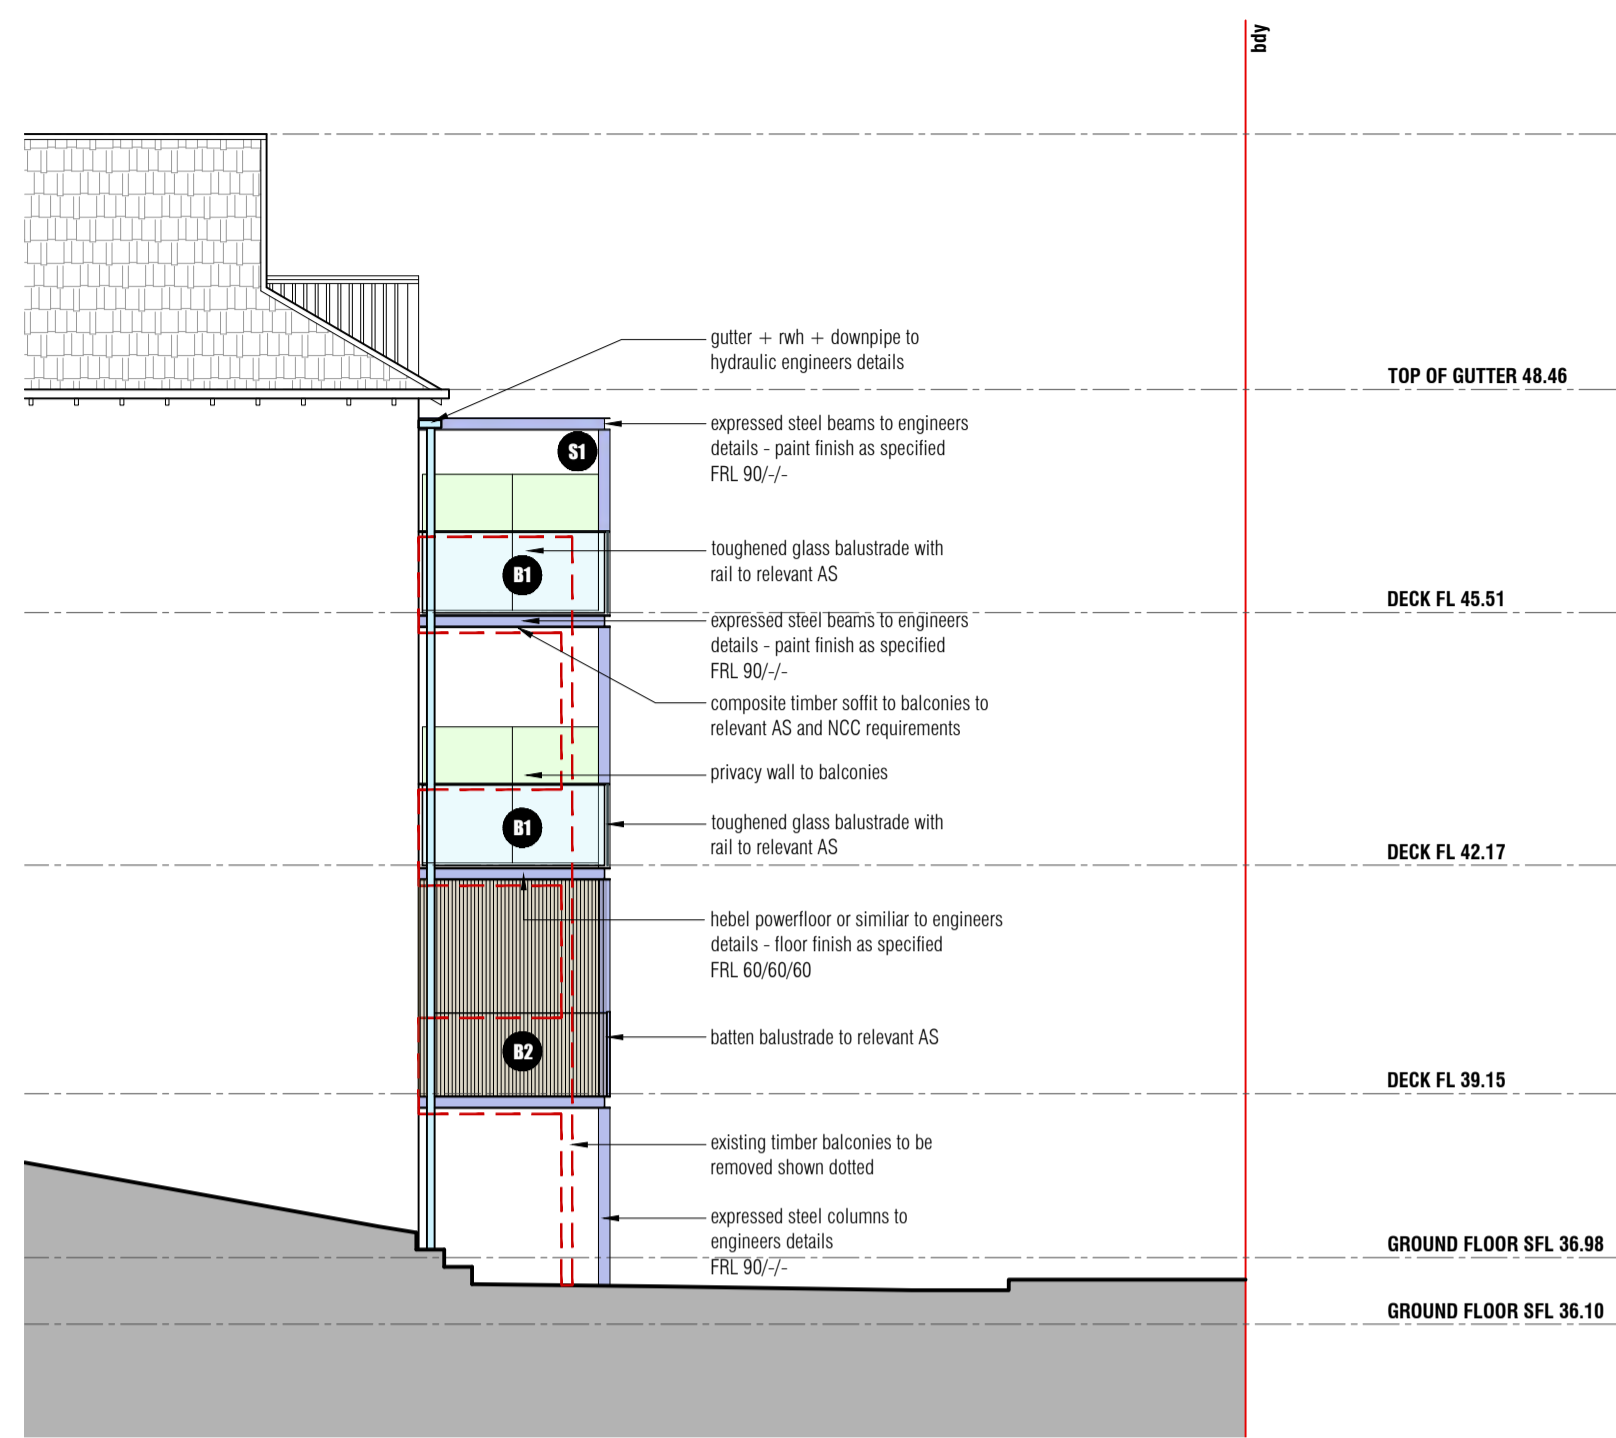 bdy
gutter + rwh + downpipe to
hydraulic engineers details
TOP OF GUTTER 48.46
expressed steel beams to engineers
details - paint finish as specified
FRL 90/-/-
S1
toughened glass balustrade with
rail to relevant AS
B1
DECK FL 45.51
expressed steel beams to engineers
details - paint finish as specified
FRL 90/-/-
composite timber soffit to balconies to
relevant AS and NCC requirements
privacy wall to balconies
toughened glass balustrade with
rail to relevant AS
B1
DECK FL 42.17
hebel powerfloor or similiar to engineers
details - floor finish as specified
FRL 60/60/60
batten balustrade to relevant AS
B2
DECK FL 39.15
existing timber balconies to be
removed shown dotted
expressed steel columns to
engineers details
FRL 90/-/-
GROUND FLOOR SFL 36.98
GROUND FLOOR SFL 36.10